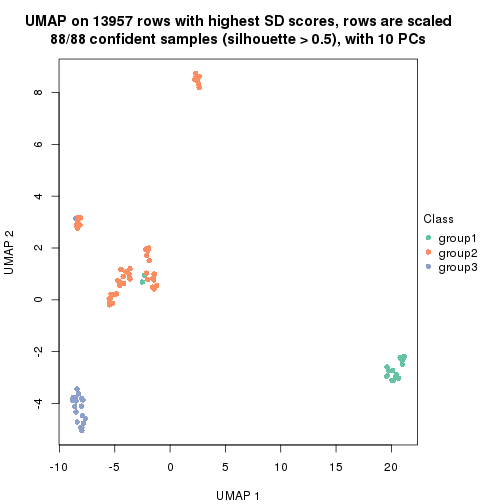 UMAP on 13957 rows with highest SD scores, rows are scaled
88/88 confident samples (silhouette > 0.5), with 10 PCs
8
6
4
2
0
-2
-4
UMAP 2
-10
-5
0
5
10
15
20
UMAP 1
Class
group1
group2
group3